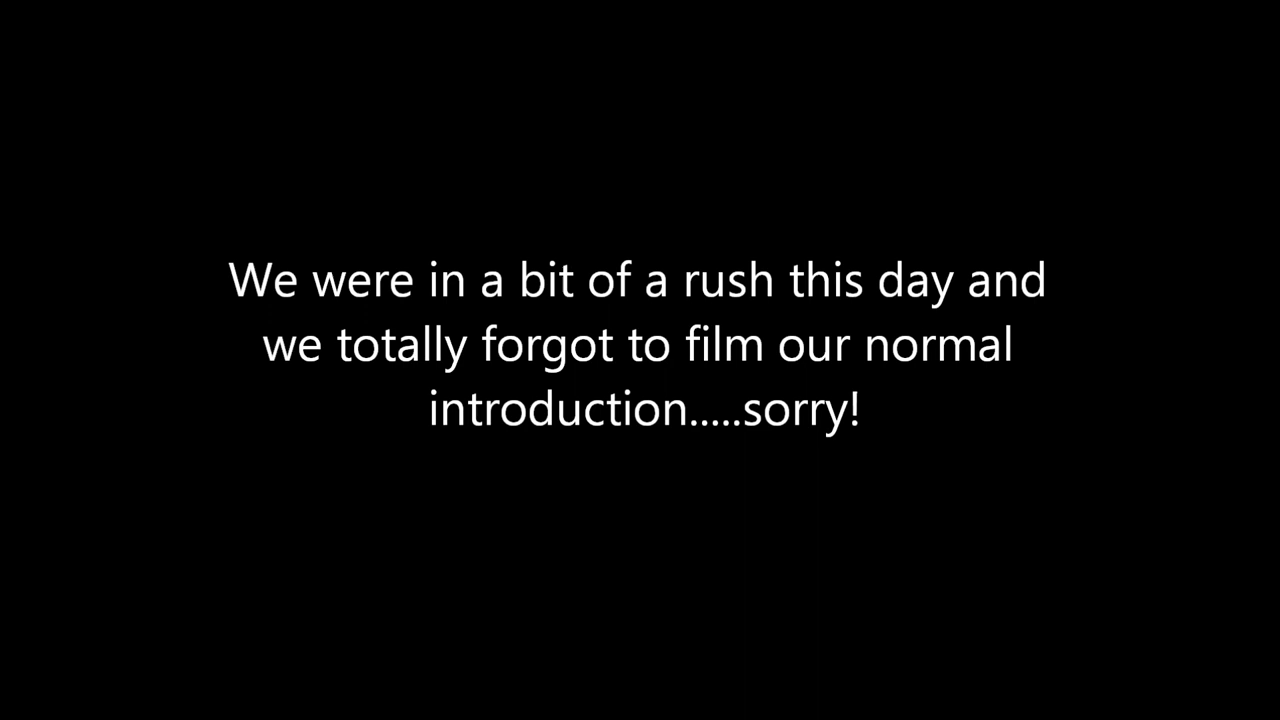 We were in a bit of a rush this day and
we totally forgot to film our normal
introduction.....sorry!